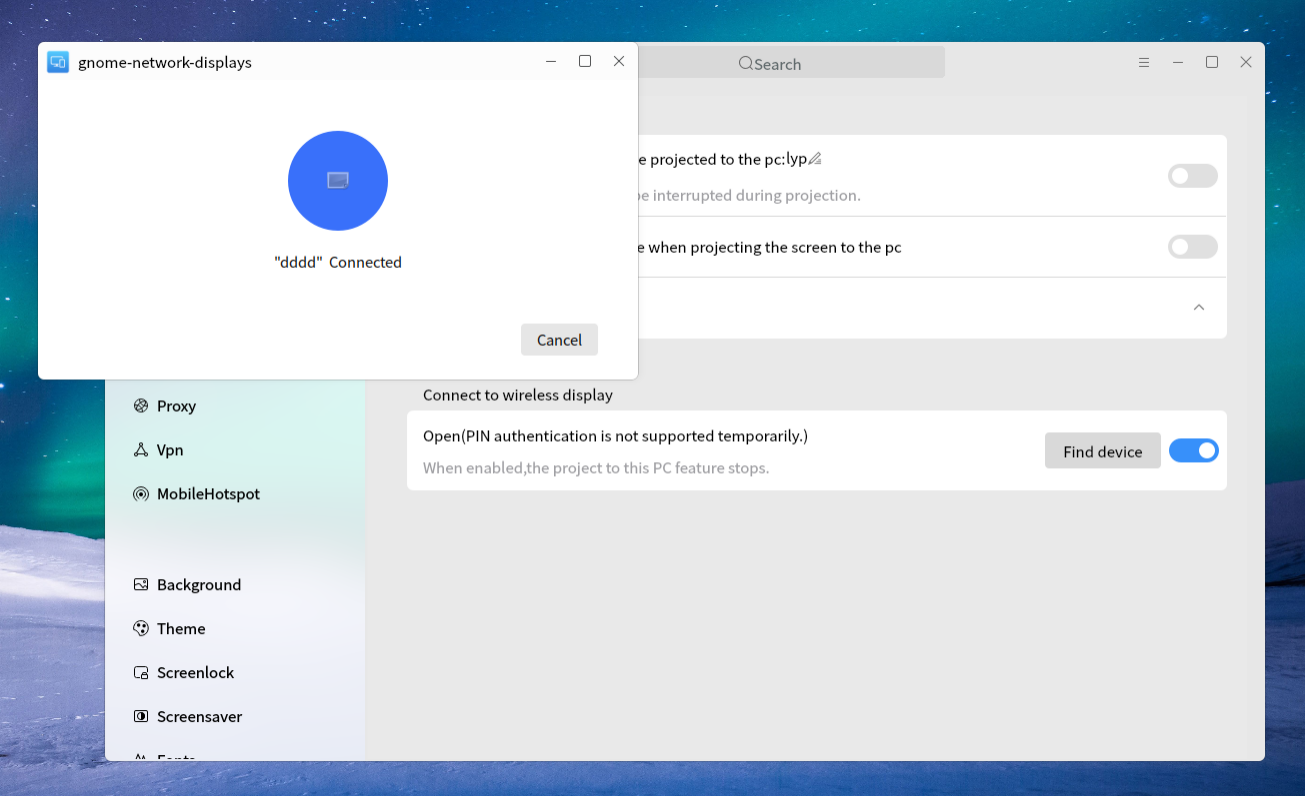 gnome-network-displays
"dddd" Connected
Cancel
Search
e projected to the pc:lyp
be interrupted during projection.
e when projecting the screen to the pc
Proxy
Vpn
MobileHotspot
Background
Theme
Screenlock
Screensaver
Fonts
Connect to wireless display
Open(PIN authentication is not supported temporarily.)
When enabled,the project to this PC feature stops.
Find device